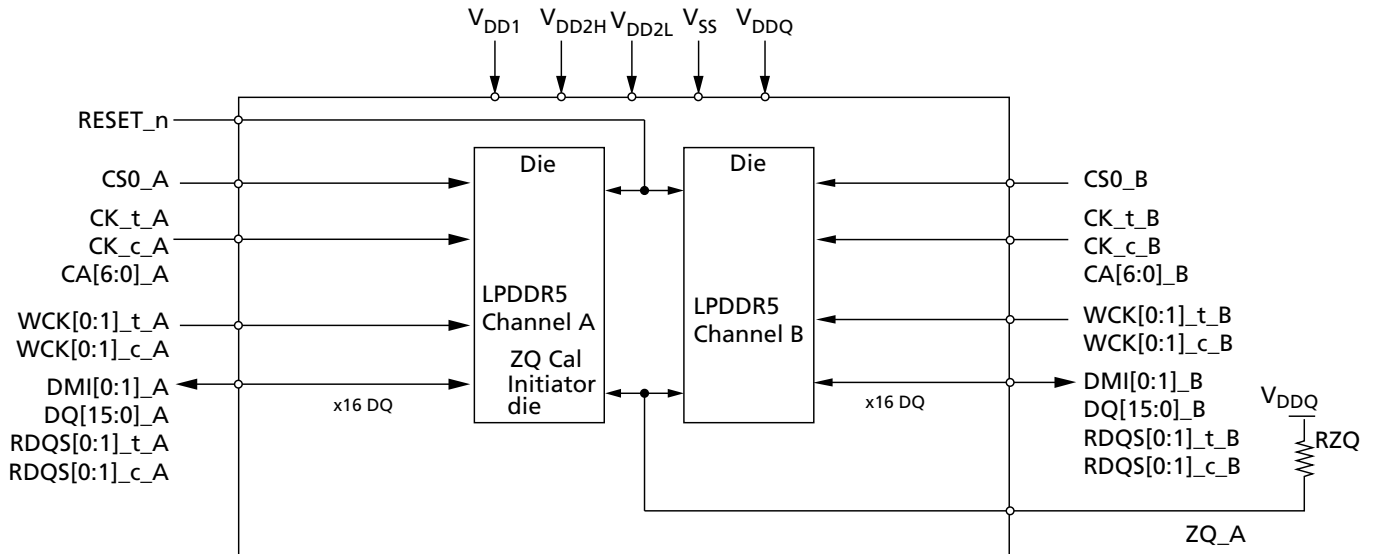 VDD1 VDD2H VDD2L VSS VDDQ
RESET_n
Die
Die
CS0_A
CS0_B
CK_t_A
CK_t_B
CK_c_A
CK_c_B
CA[6:0]_A
CA[6:0]_B
LPDDR5
Channel A
LPDDR5
Channel B
WCK[0:1]_t_A
WCK[0:1]_t_B
WCK[0:1]_c_A
WCK[0:1]_c_B
ZQ Cal
Initiator
die
DMI[0:1]_A
x16 DQ
x16 DQ
DMI[0:1]_B
DQ[15:0]_A
DQ[15:0]_B
VDDQ
RDQS[0:1]_t_A
RDQS[0:1]_t_B
RZQ
RDQS[0:1]_c_A
RDQS[0:1]_c_B
ZQ_A